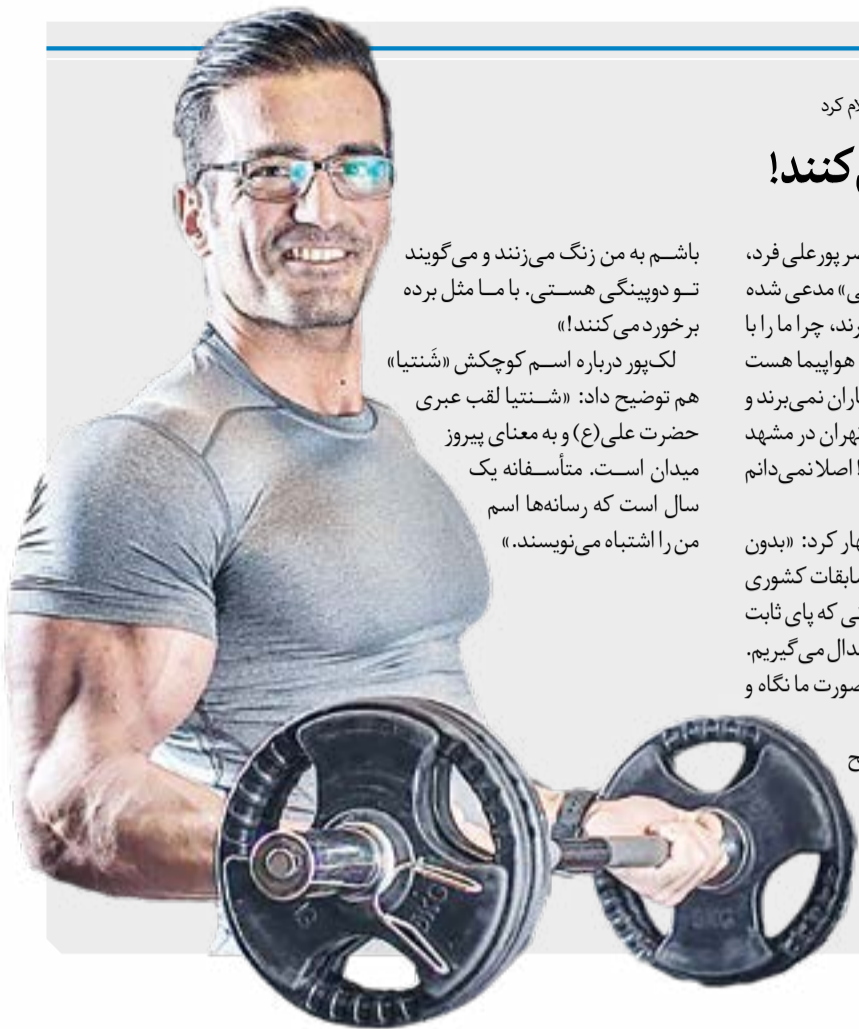 لام کرد
کنند!
سر پورعلی فرد،
ی» مدعی شده
رند، چرا ما را با
هواپیما هست
اران نمی‌برند و
تهران در مشهد
! اصلا نمی‌دانم
هار کرد: «بدون
سابقات کشوری
ی که پای ثابت
دال می‌گیریم.
صورت ما نگاه و
ح
باشــم به من زنگ می‌زنند و می‌گویند
تــو دوپینگی هســتی. با مــا مثل برده
برخورد می‌کنند!»
لک‌پور درباره اســم کوچکش «شَنتیا»
هم توضیح داد: «شــنتیا لقب عبری
حضرت علی(ع) و به معنای پیروز
میدان اســت. متأســفانه یک
سال است که رسانه‌ها اسم
من را اشتباه می‌نویسند.»
5KG